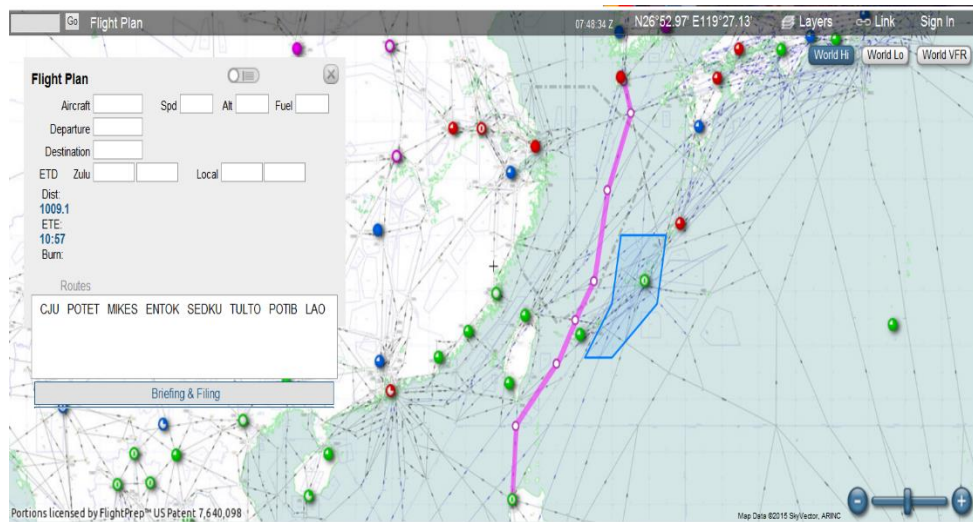 Go Flight Plan 07:48:34 Z N26°52.97' E119°27.13' Layers Link Sign In
World Hi World Lo World VFR
Flight Plan
Aircraft Spd Alt Fuel
Departure
Destination
ETD Zulu Local
Dist:
1009.1
ETE:
10:57
Burn:
Routes
CJU POTET MIKES ENTOK SEDKU TULTO POTIB LAO
Briefing & Filing
Portions licensed by FlightPrep™ US Patent 7,640,098
Map Data ©2015 SkyVector, ARINC